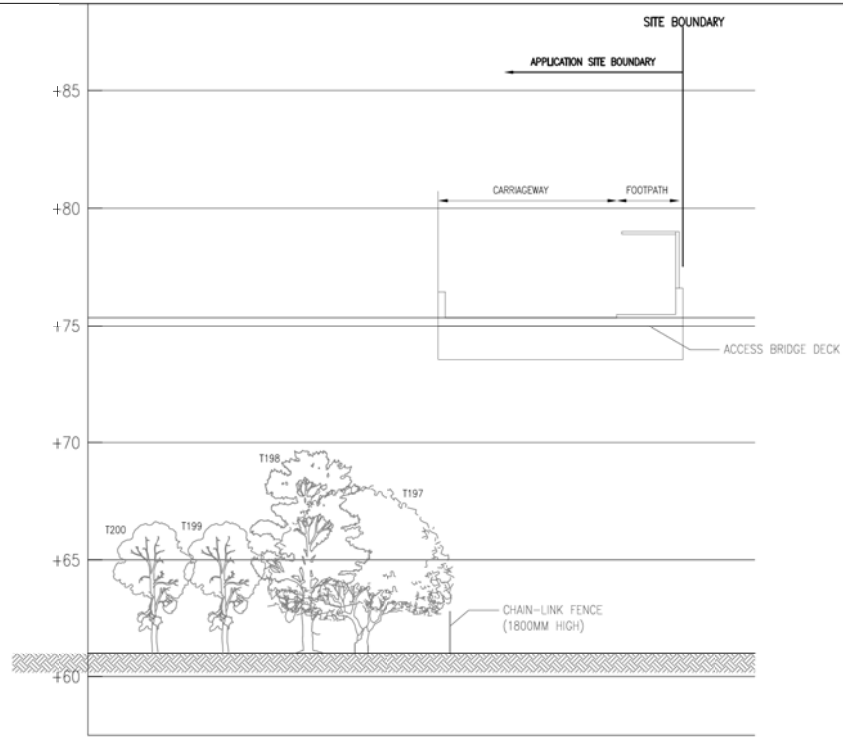 SITE BOUNDARY
APPLICATION SITE BOUNDARY
+85
CARRIAGEWAY
FOOTPATH
+80
+75
ACCESS BRIDGE DECK
+70
T198
T197
T200
T199
+65
CHAIN-LINK FENCE
(1800MM HIGH)
+60